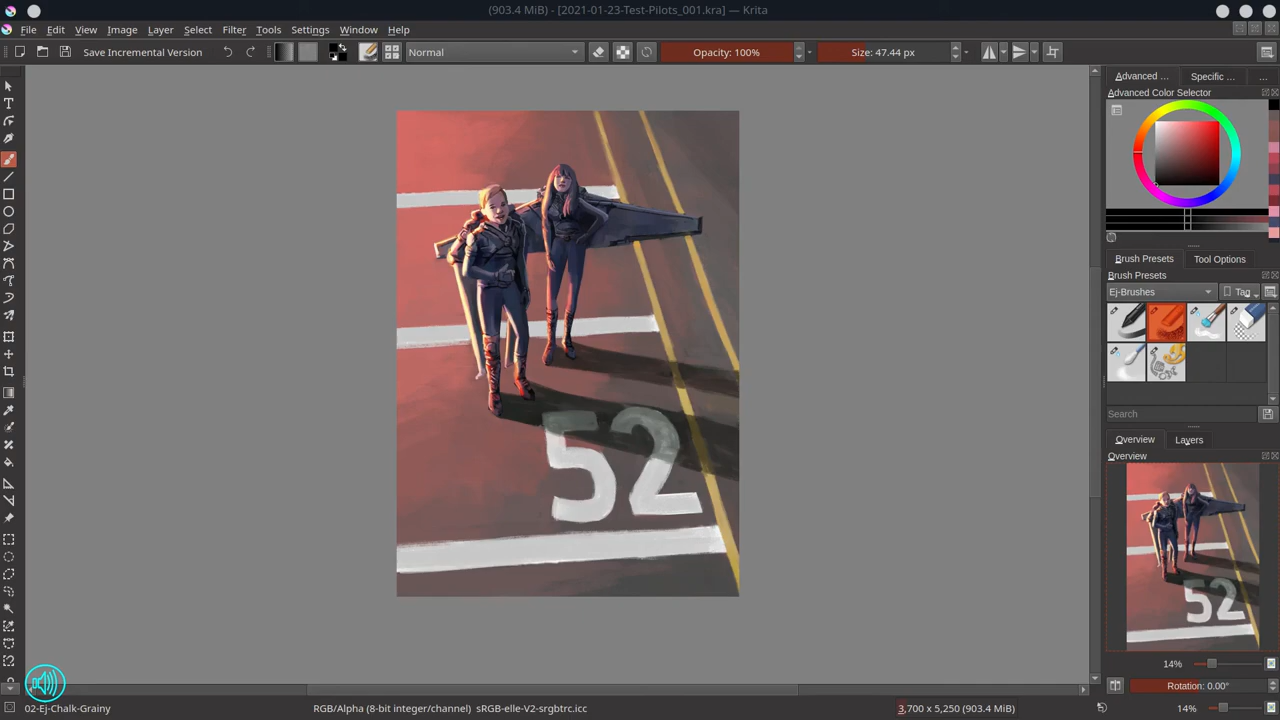 (903.4 MiB) · [2021-01-23-Test-Pilots_001.kra] — Krita
File Edit View Image Layer Select Filter Tools Settings Window Help
Save Incremental Version Normal Opacity: 100% Size: 47.44 px
Advanced ... Specific ... ...
Advanced Color Selector
Brush Presets Tool Options
Brush Presets
Ej-Brushes Tag
Search
Overview Layers
Overview
52
14%
Rotation: 0.00°
02-Ej-Chalk-Grainy RGB/Alpha (8-bit integer/channel) sRGB-elle-V2-srgbtrc.icc 3,700 x 5,250 (903.4 MiB) 14%